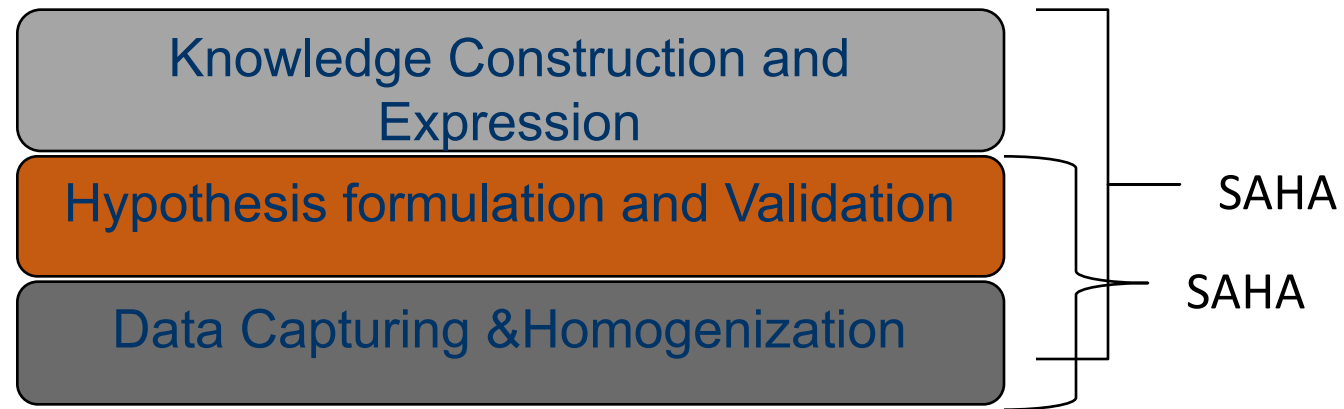 Knowledge Construction and
Expression
Hypothesis formulation and Validation
Data Capturing &Homogenization
SAHA
SAHA